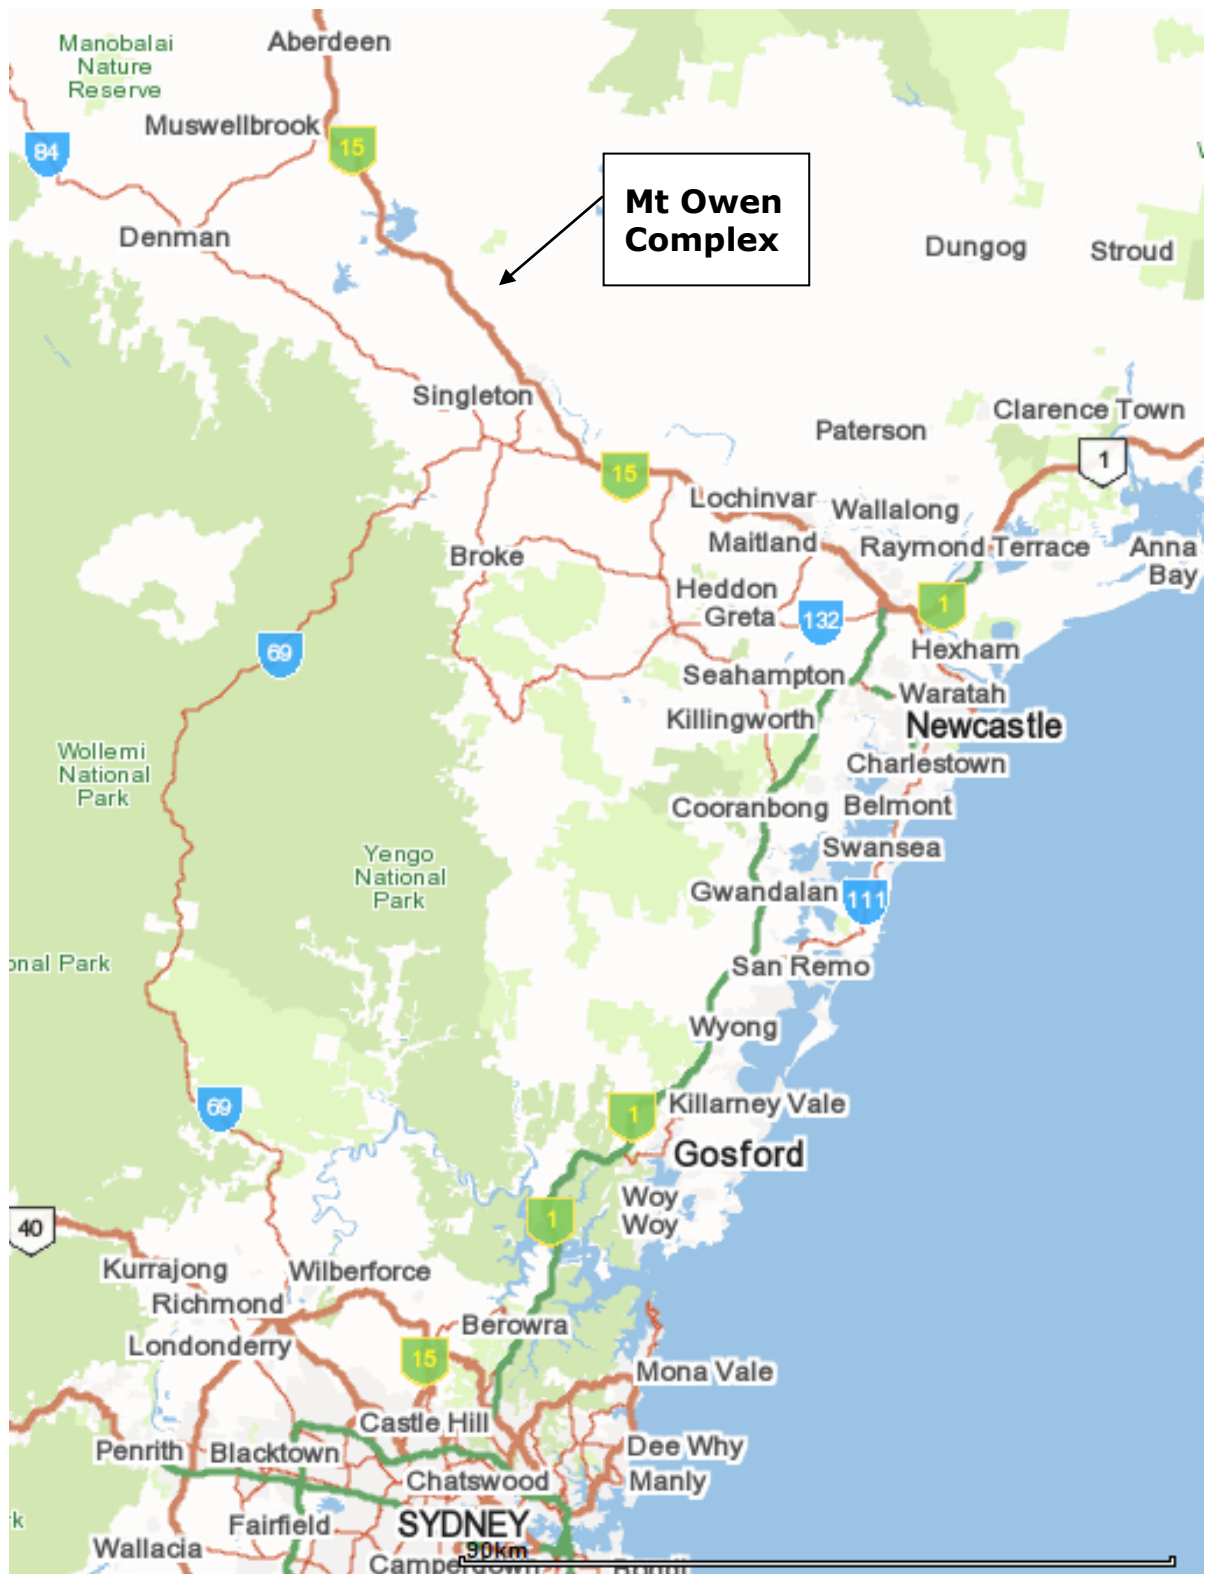 Aberdeen
Manobalai
Nature
Reserve
Muswellbrook
15
84
Mt Owen
Complex
Denman
Dungog
Stroud
Singleton
Clarence Town
Paterson
1
15
Lochinvar
Wallalong
Maitland
Raymond Terrace
Anna
Bay
Broke
Heddon
Greta
132
1
69
Hexham
Seahampton
Waratah
Killingworth
Newcastle
Wollemi
National
Park
Charlestown
Cooranbong
Belmont
Yengo
National
Park
Swansea
Gwandalan
111
onal Park
San Remo
Wyong
69
1
Killarney Vale
Gosford
Woy
Woy
1
40
Kurrajong
Wilberforce
Richmond
Berowra
Londonderry
15
Mona Vale
Castle Hill
Penrith
Blacktown
Dee Why
Chatswood
Manly
k
Fairfield
SYDNEY
Wallacia
90km
Camperdown